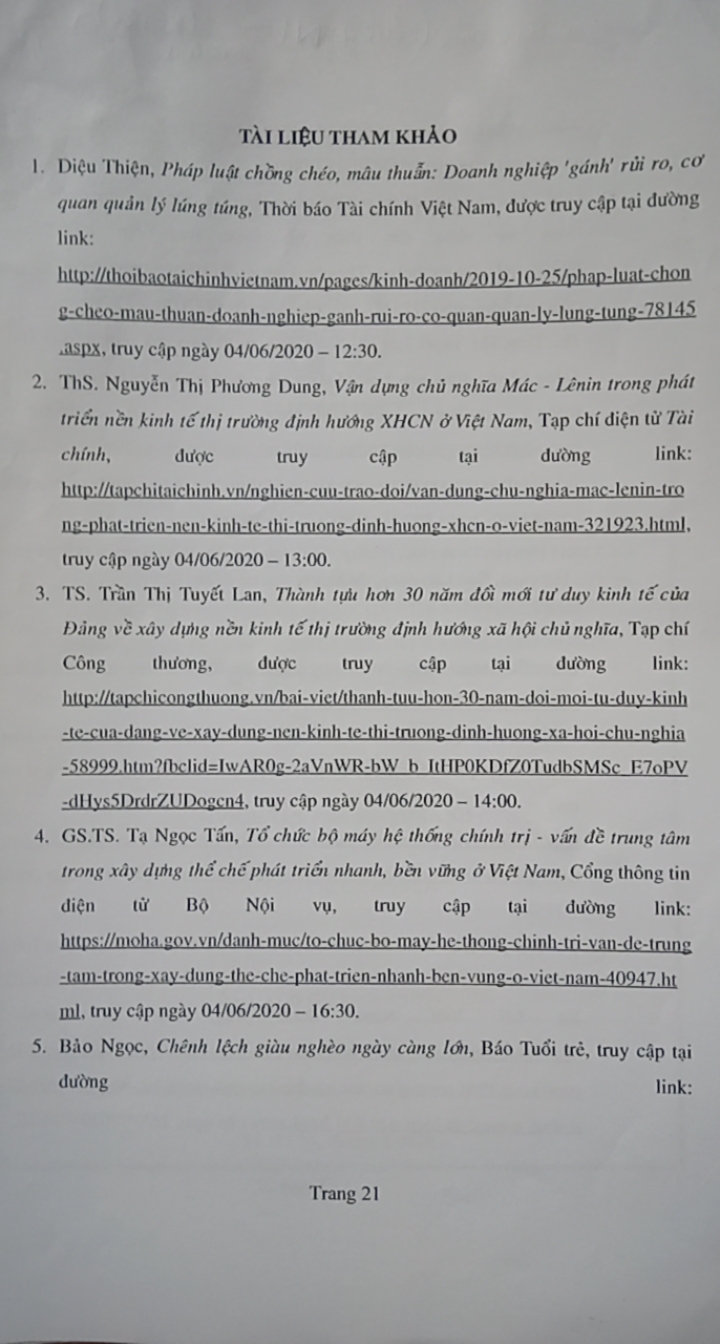 TÀI LIỆU THAM KHẢO
1. Diệu Thiện, Pháp luật chồng chéo, mâu thuẫn: Doanh nghiệp 'gánh' rủi ro, cơ
quan quản lý lúng túng, Thời báo Tài chính Việt Nam, được truy cập tại đường
link:
http://thoibaotaichinhvietnam.vn/pages/kinh-doanh/2019-10-25/phap-luat-chon
g-cheo-mau-thuan-doanh-nghiep-ganh-rui-ro-co-quan-quan-ly-lung-tung-78145
.aspx, truy cập ngày 04/06/2020 – 12:30.
2. ThS. Nguyễn Thị Phương Dung, Vận dụng chủ nghĩa Mác - Lênin trong phát
triển nền kinh tế thị trường định hướng XHCN ở Việt Nam, Tạp chí điện tử Tài
chính, được truy cập tại đường link:
http://tapchitaichinh.vn/nghien-cuu-trao-doi/van-dung-chu-nghia-mac-lenin-tro
ng-phat-trien-nen-kinh-te-thi-truong-dinh-huong-xhcn-o-viet-nam-321923.html,
truy cập ngày 04/06/2020 – 13:00.
3. TS. Trần Thị Tuyết Lan, Thành tựu hơn 30 năm đổi mới tư duy kinh tế của
Đảng về xây dựng nền kinh tế thị trường định hướng xã hội chủ nghĩa, Tạp chí
Công thương, được truy cập tại đường link:
http://tapchicongthuong.vn/bai-viet/thanh-tuu-hon-30-nam-doi-moi-tu-duy-kinh
-te-cua-dang-ve-xay-dung-nen-kinh-te-thi-truong-dinh-huong-xa-hoi-chu-nghia
-58999.htm?fbclid=IwAR0g-2aVnWR-bW_b_ItHP0KDfZ0TudbSMSc_E7oPV
-dHys5DrdrZUDogcn4, truy cập ngày 04/06/2020 – 14:00.
4. GS.TS. Tạ Ngọc Tấn, Tổ chức bộ máy hệ thống chính trị - vấn đề trung tâm
trong xây dựng thể chế phát triển nhanh, bền vững ở Việt Nam, Cổng thông tin
điện tử Bộ Nội vụ, truy cập tại đường link:
https://moha.gov.vn/danh-muc/to-chuc-bo-may-he-thong-chinh-tri-van-de-trung
-tam-trong-xay-dung-the-che-phat-trien-nhanh-ben-vung-o-viet-nam-40947.ht
ml, truy cập ngày 04/06/2020 – 16:30.
5. Bảo Ngọc, Chênh lệch giàu nghèo ngày càng lớn, Báo Tuổi trẻ, truy cập tại
đường link:
Trang 21